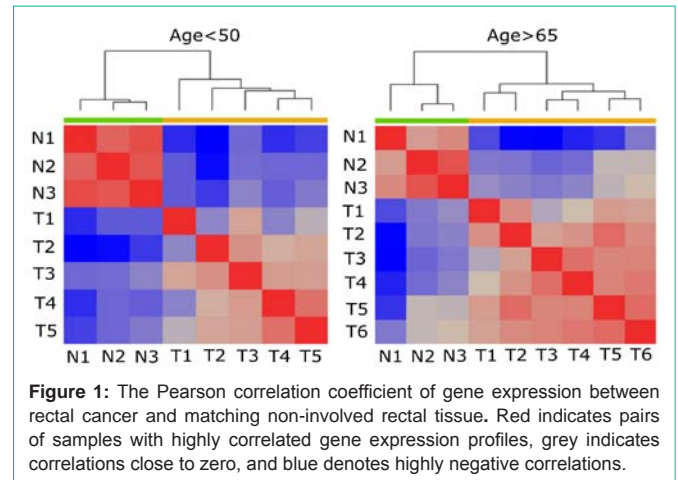 Age<50 Age>65
N1 N1
N2 N2
N3 N3
T1 T1
T2 T2
T3 T3
T4 T4
T5 T5
T6
N1 N2 N3 T1 T2 T3 T4 T5 N1 N2 N3 T1 T2 T3 T4 T5 T6
Figure 1: The Pearson correlation coefficient of gene expression between
rectal cancer and matching non-involved rectal tissue. Red indicates pairs
of samples with highly correlated gene expression profiles, grey indicates
correlations close to zero, and blue denotes highly negative correlations.